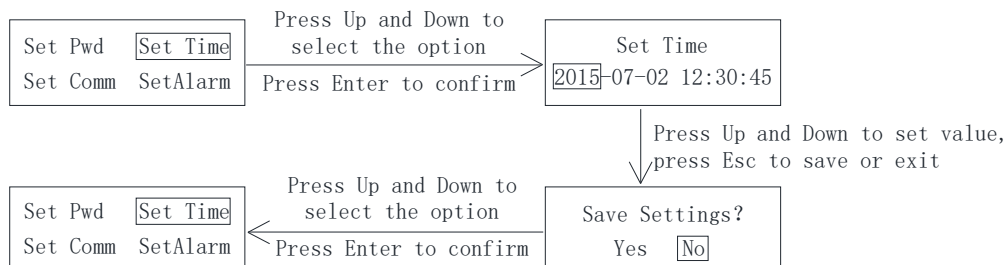 Set Pwd Set Time
Set Comm SetAlarm
Press Up and Down to
select the option
Press Enter to confirm
Set Time
2015-07-02 12:30:45
Press Up and Down to set value,
press Esc to save or exit
Save Settings?
Yes No
Press Up and Down to
select the option
Press Enter to confirm
Set Pwd Set Time
Set Comm SetAlarm